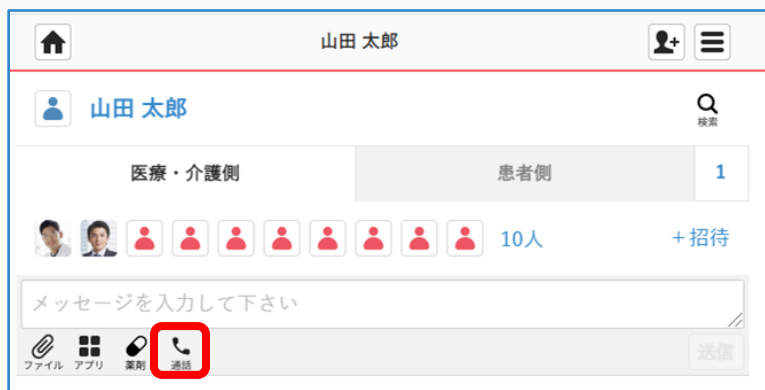 山田 太郎
山田 太郎
検索
医療・介護側 患者側 1
10人 +招待
メッセージを入力して下さい
ファイル アプリ 薬剤 通話 送信